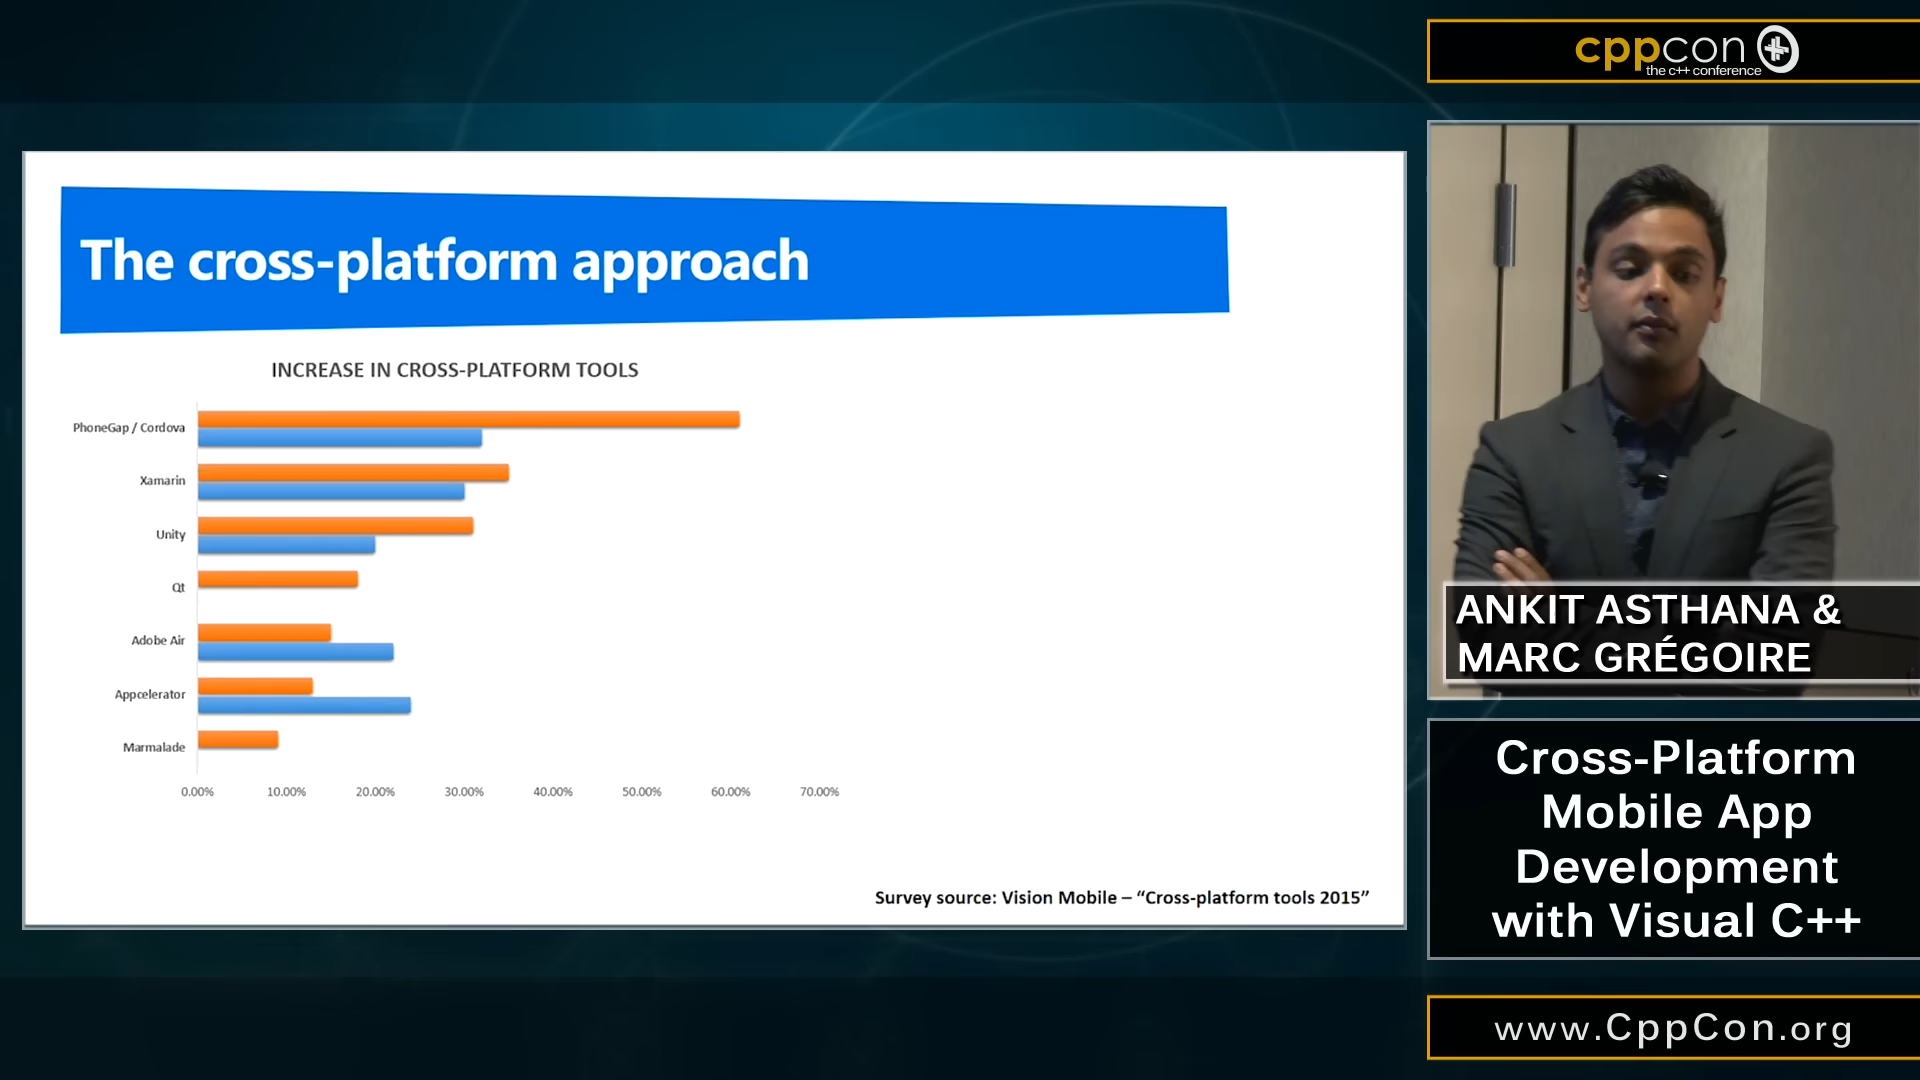 The cross-platform approach
INCREASE IN CROSS-PLATFORM TOOLS
PhoneGap / Cordova
Xamarin
Unity
Qt
Adobe Air
Appcelerator
Marmalade
0.00% 10.00% 20.00% 30.00% 40.00% 50.00% 60.00% 70.00%
Survey source: Vision Mobile – “Cross-platform tools 2015”
cppcon
the c++ conference
ANKIT ASTHANA &
MARC GRÉGOIRE
Cross-Platform
Mobile App
Development
with Visual C++
www.CppCon.org